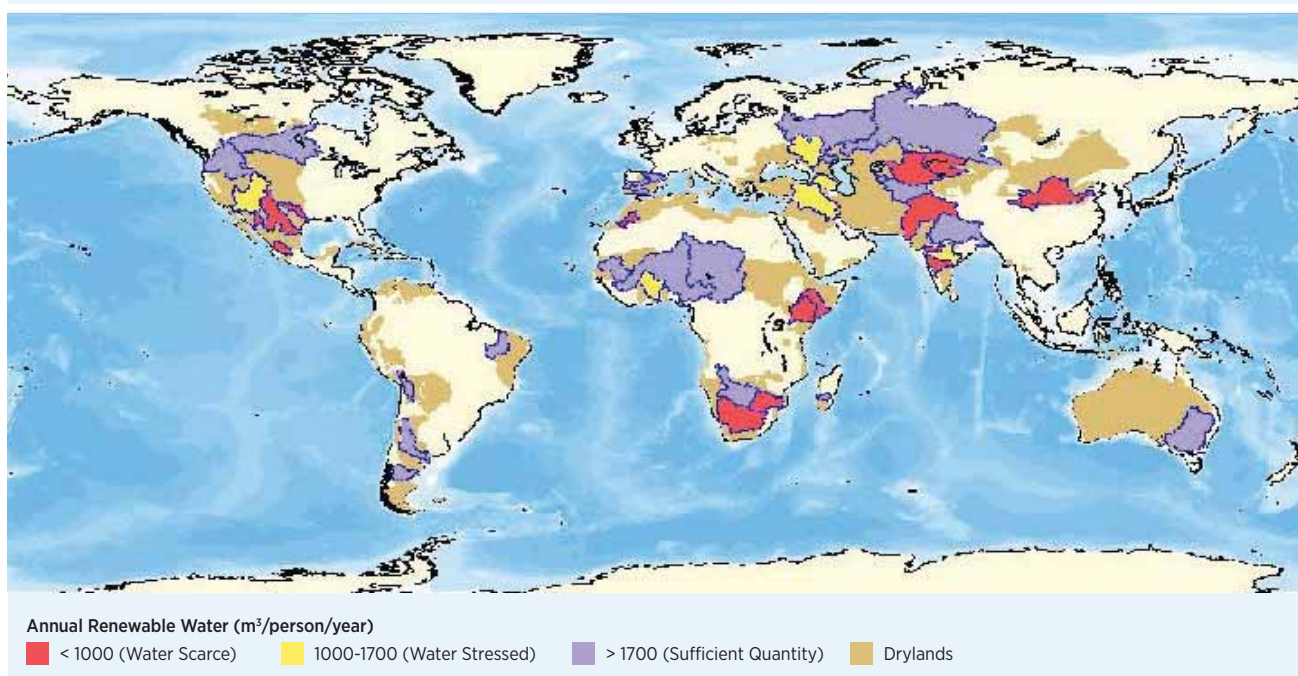 Annual Renewable Water (m³/person/year)
< 1000 (Water Scarce) 1000-1700 (Water Stressed) > 1700 (Sufficient Quantity) Drylands